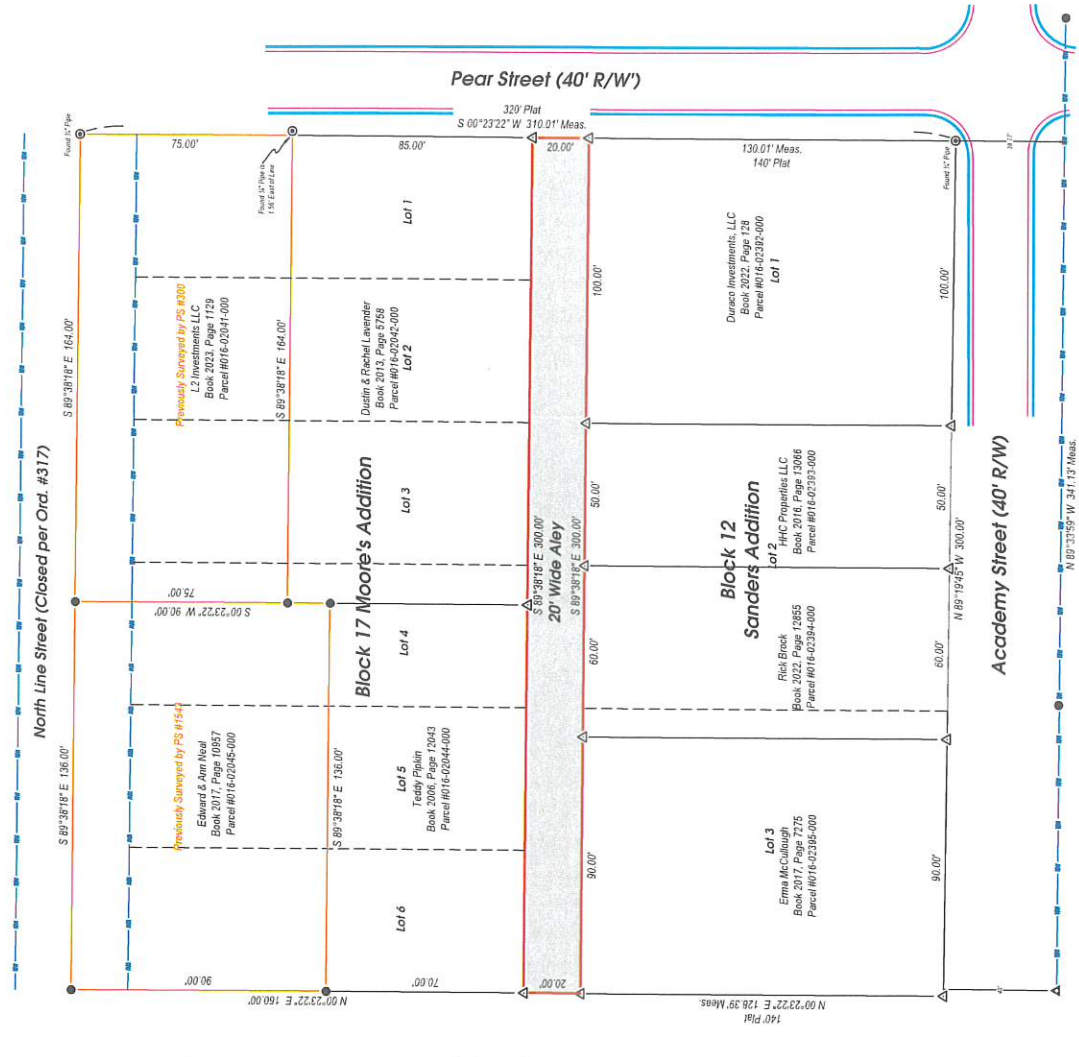 Pear Street (40' R/W')
320' Plat
S 00°23'22" W 310.01' Meas.
Found ¾" Pipe
75.00'
85.00'
20.00'
130.01' Meas.
140' Plat
Found ¾" Pipe
1.56' East of Line
North Line Street (Closed per Ord. #317)
S 89°38'18" E 164.00'
Previously Surveyed by PS #300
L2 Investments LLC
Book 2023, Page 1129
Parcel #016-02041-000
S 89°38'18" E 164.00'
Lot 1
Dustin & Rachel Lavender
Book 2013, Page 5758
Parcel #016-02042-000
Lot 2
Lot 3
Block 17 Moore's Addition
75.00'
S 00°23'22" W 90.00'
Lot 4
S 89°38'18" E 136.00'
Previously Surveyed by PS #1543
Edward & Ann Neal
Book 2017, Page 10957
Parcel #016-02045-000
S 89°38'18" E 136.00'
Lot 5
Teddy Pipkin
Book 2006, Page 12043
Parcel #016-02044-000
Lot 6
90.00'
N 00°23'22" E 160.00'
70.00'
20.00'
S 89°38'18" E 300.00'
20' Wide Aley
S 89°38'18" E 300.00'
100.00'
50.00'
60.00'
90.00'
Duraco Investments, LLC
Book 2022, Page 128
Parcel #016-02392-000
Lot 1
Block 12
Sanders Addition
Lot 2
HHC Properties LLC
Book 2016, Page 13066
Parcel #016-02393-000
Rick Brock
Book 2022, Page 12855
Parcel #016-02394-000
Lot 3
Erma McCullough
Book 2017, Page 7275
Parcel #016-02395-000
N 00°23'22" E 128.39' Meas.
140' Plat
100.00'
50.00'
60.00'
90.00'
N 89°19'45" W 300.00'
Academy Street (40' R/W)
N 89°33'59" W 341.13' Meas.
40'